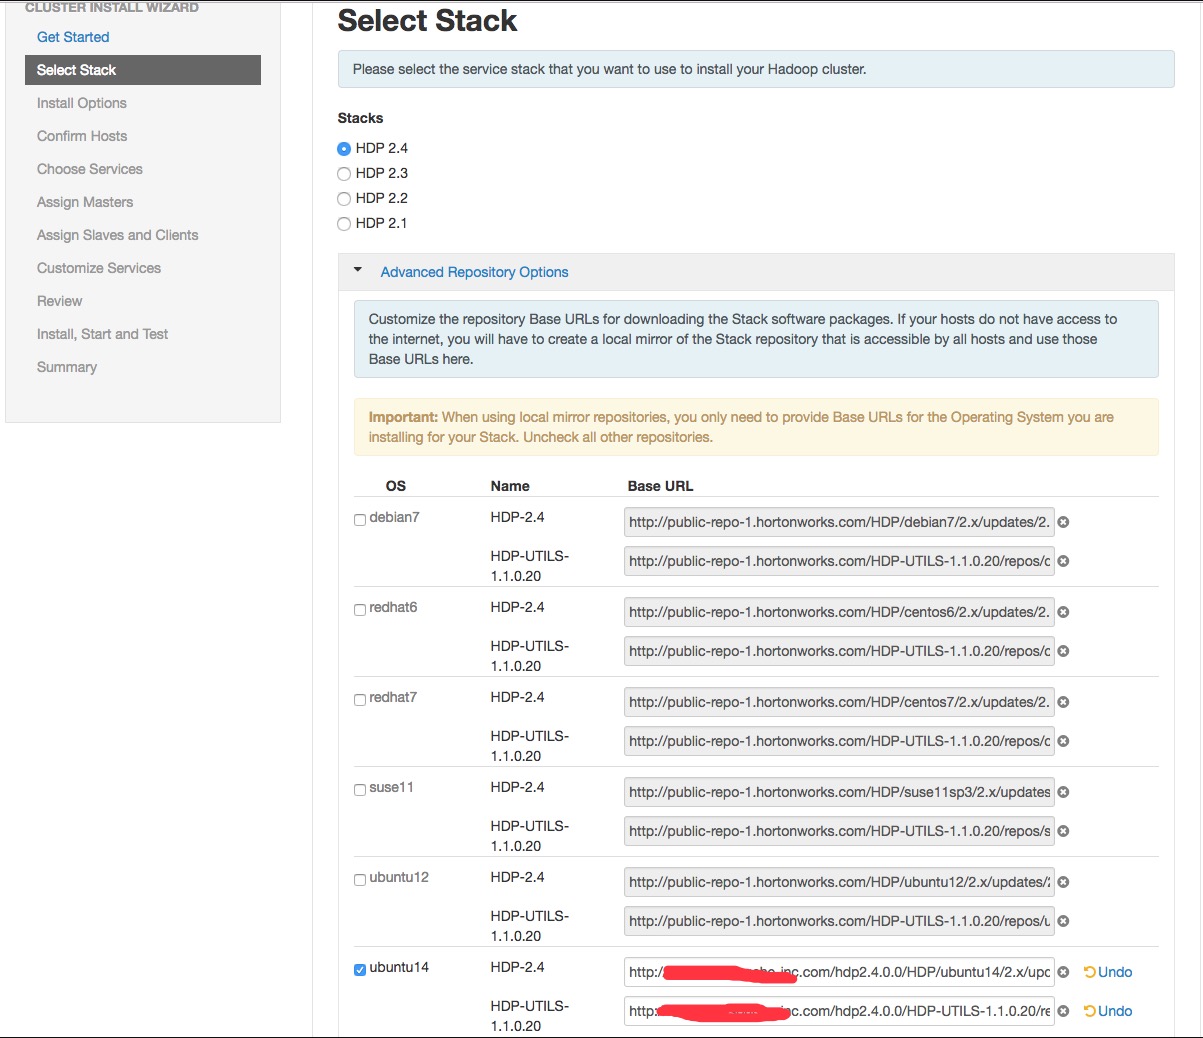 CLUSTER INSTALL WIZARD
Get Started
Select Stack
Install Options
Confirm Hosts
Choose Services
Assign Masters
Assign Slaves and Clients
Customize Services
Review
Install, Start and Test
Summary
Select Stack
Please select the service stack that you want to use to install your Hadoop cluster.
Stacks
HDP 2.4
HDP 2.3
HDP 2.2
HDP 2.1
Advanced Repository Options
Customize the repository Base URLs for downloading the Stack software packages. If your hosts do not have access to
the internet, you will have to create a local mirror of the Stack repository that is accessible by all hosts and use those
Base URLs here.
Important: When using local mirror repositories, you only need to provide Base URLs for the Operating System you are
installing for your Stack. Uncheck all other repositories.
OS Name Base URL
debian7 HDP-2.4 http://public-repo-1.hortonworks.com/HDP/debian7/2.x/updates/2.
HDP-UTILS-
1.1.0.20
http://public-repo-1.hortonworks.com/HDP-UTILS-1.1.0.20/repos/c
redhat6 HDP-2.4 http://public-repo-1.hortonworks.com/HDP/centos6/2.x/updates/2.
HDP-UTILS-
1.1.0.20
http://public-repo-1.hortonworks.com/HDP-UTILS-1.1.0.20/repos/c
redhat7 HDP-2.4 http://public-repo-1.hortonworks.com/HDP/centos7/2.x/updates/2.
HDP-UTILS-
1.1.0.20
http://public-repo-1.hortonworks.com/HDP-UTILS-1.1.0.20/repos/c
suse11 HDP-2.4 http://public-repo-1.hortonworks.com/HDP/suse11sp3/2.x/updates
HDP-UTILS-
1.1.0.20
http://public-repo-1.hortonworks.com/HDP-UTILS-1.1.0.20/repos/s
ubuntu12 HDP-2.4 http://public-repo-1.hortonworks.com/HDP/ubuntu12/2.x/updates/2
HDP-UTILS-
1.1.0.20
http://public-repo-1.hortonworks.com/HDP-UTILS-1.1.0.20/repos/u
ubuntu14 HDP-2.4 http:/ inc.com/hdp2.4.0.0/HDP/ubuntu14/2.x/upd Undo
HDP-UTILS-
1.1.0.20
http: .com/hdp2.4.0.0/HDP-UTILS-1.1.0.20/re Undo